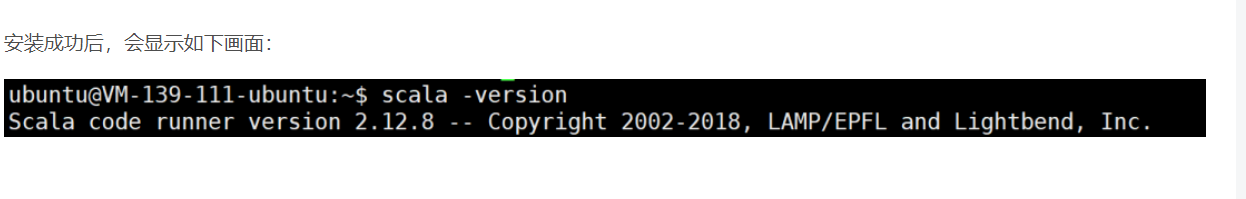 安装成功后，会显示如下画面：
ubuntu@VM-139-111-ubuntu:~$ scala -version
Scala code runner version 2.12.8 -- Copyright 2002-2018, LAMP/EPFL and Lightbend, Inc.